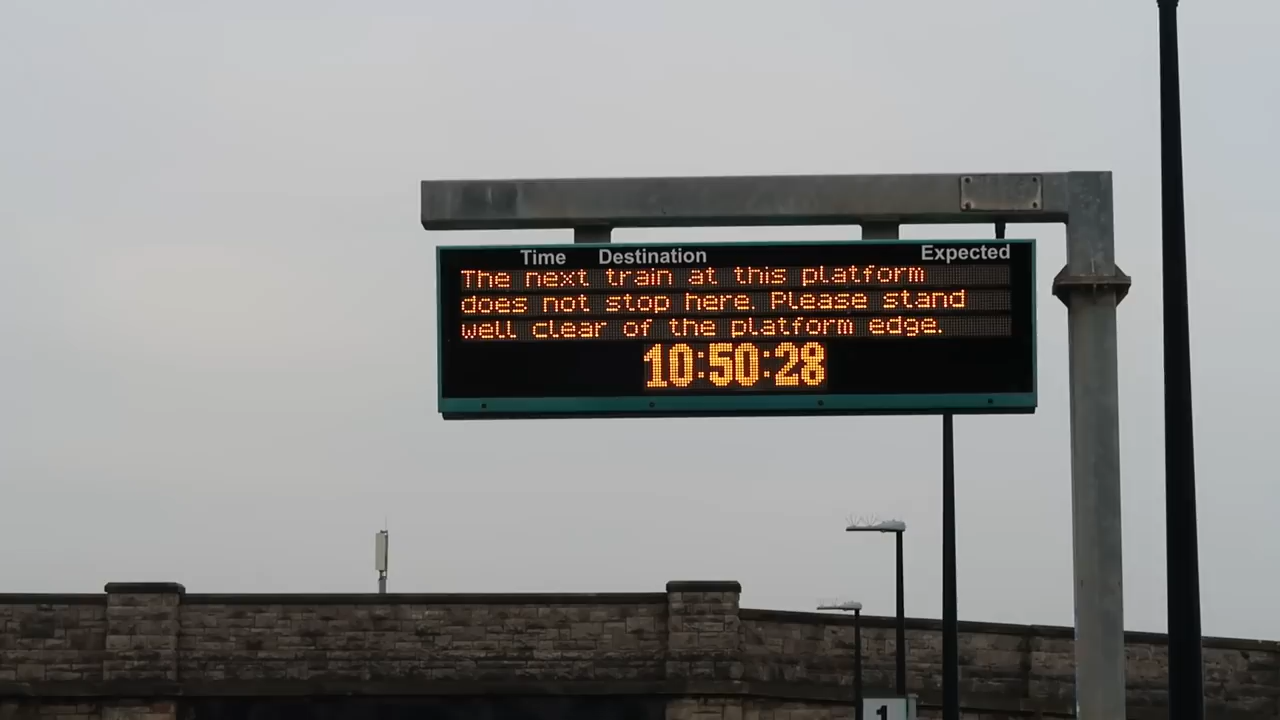 Time Destination Expected
The next train at this platform
does not stop here. Please stand
well clear of the platform edge.
10:50:28
1